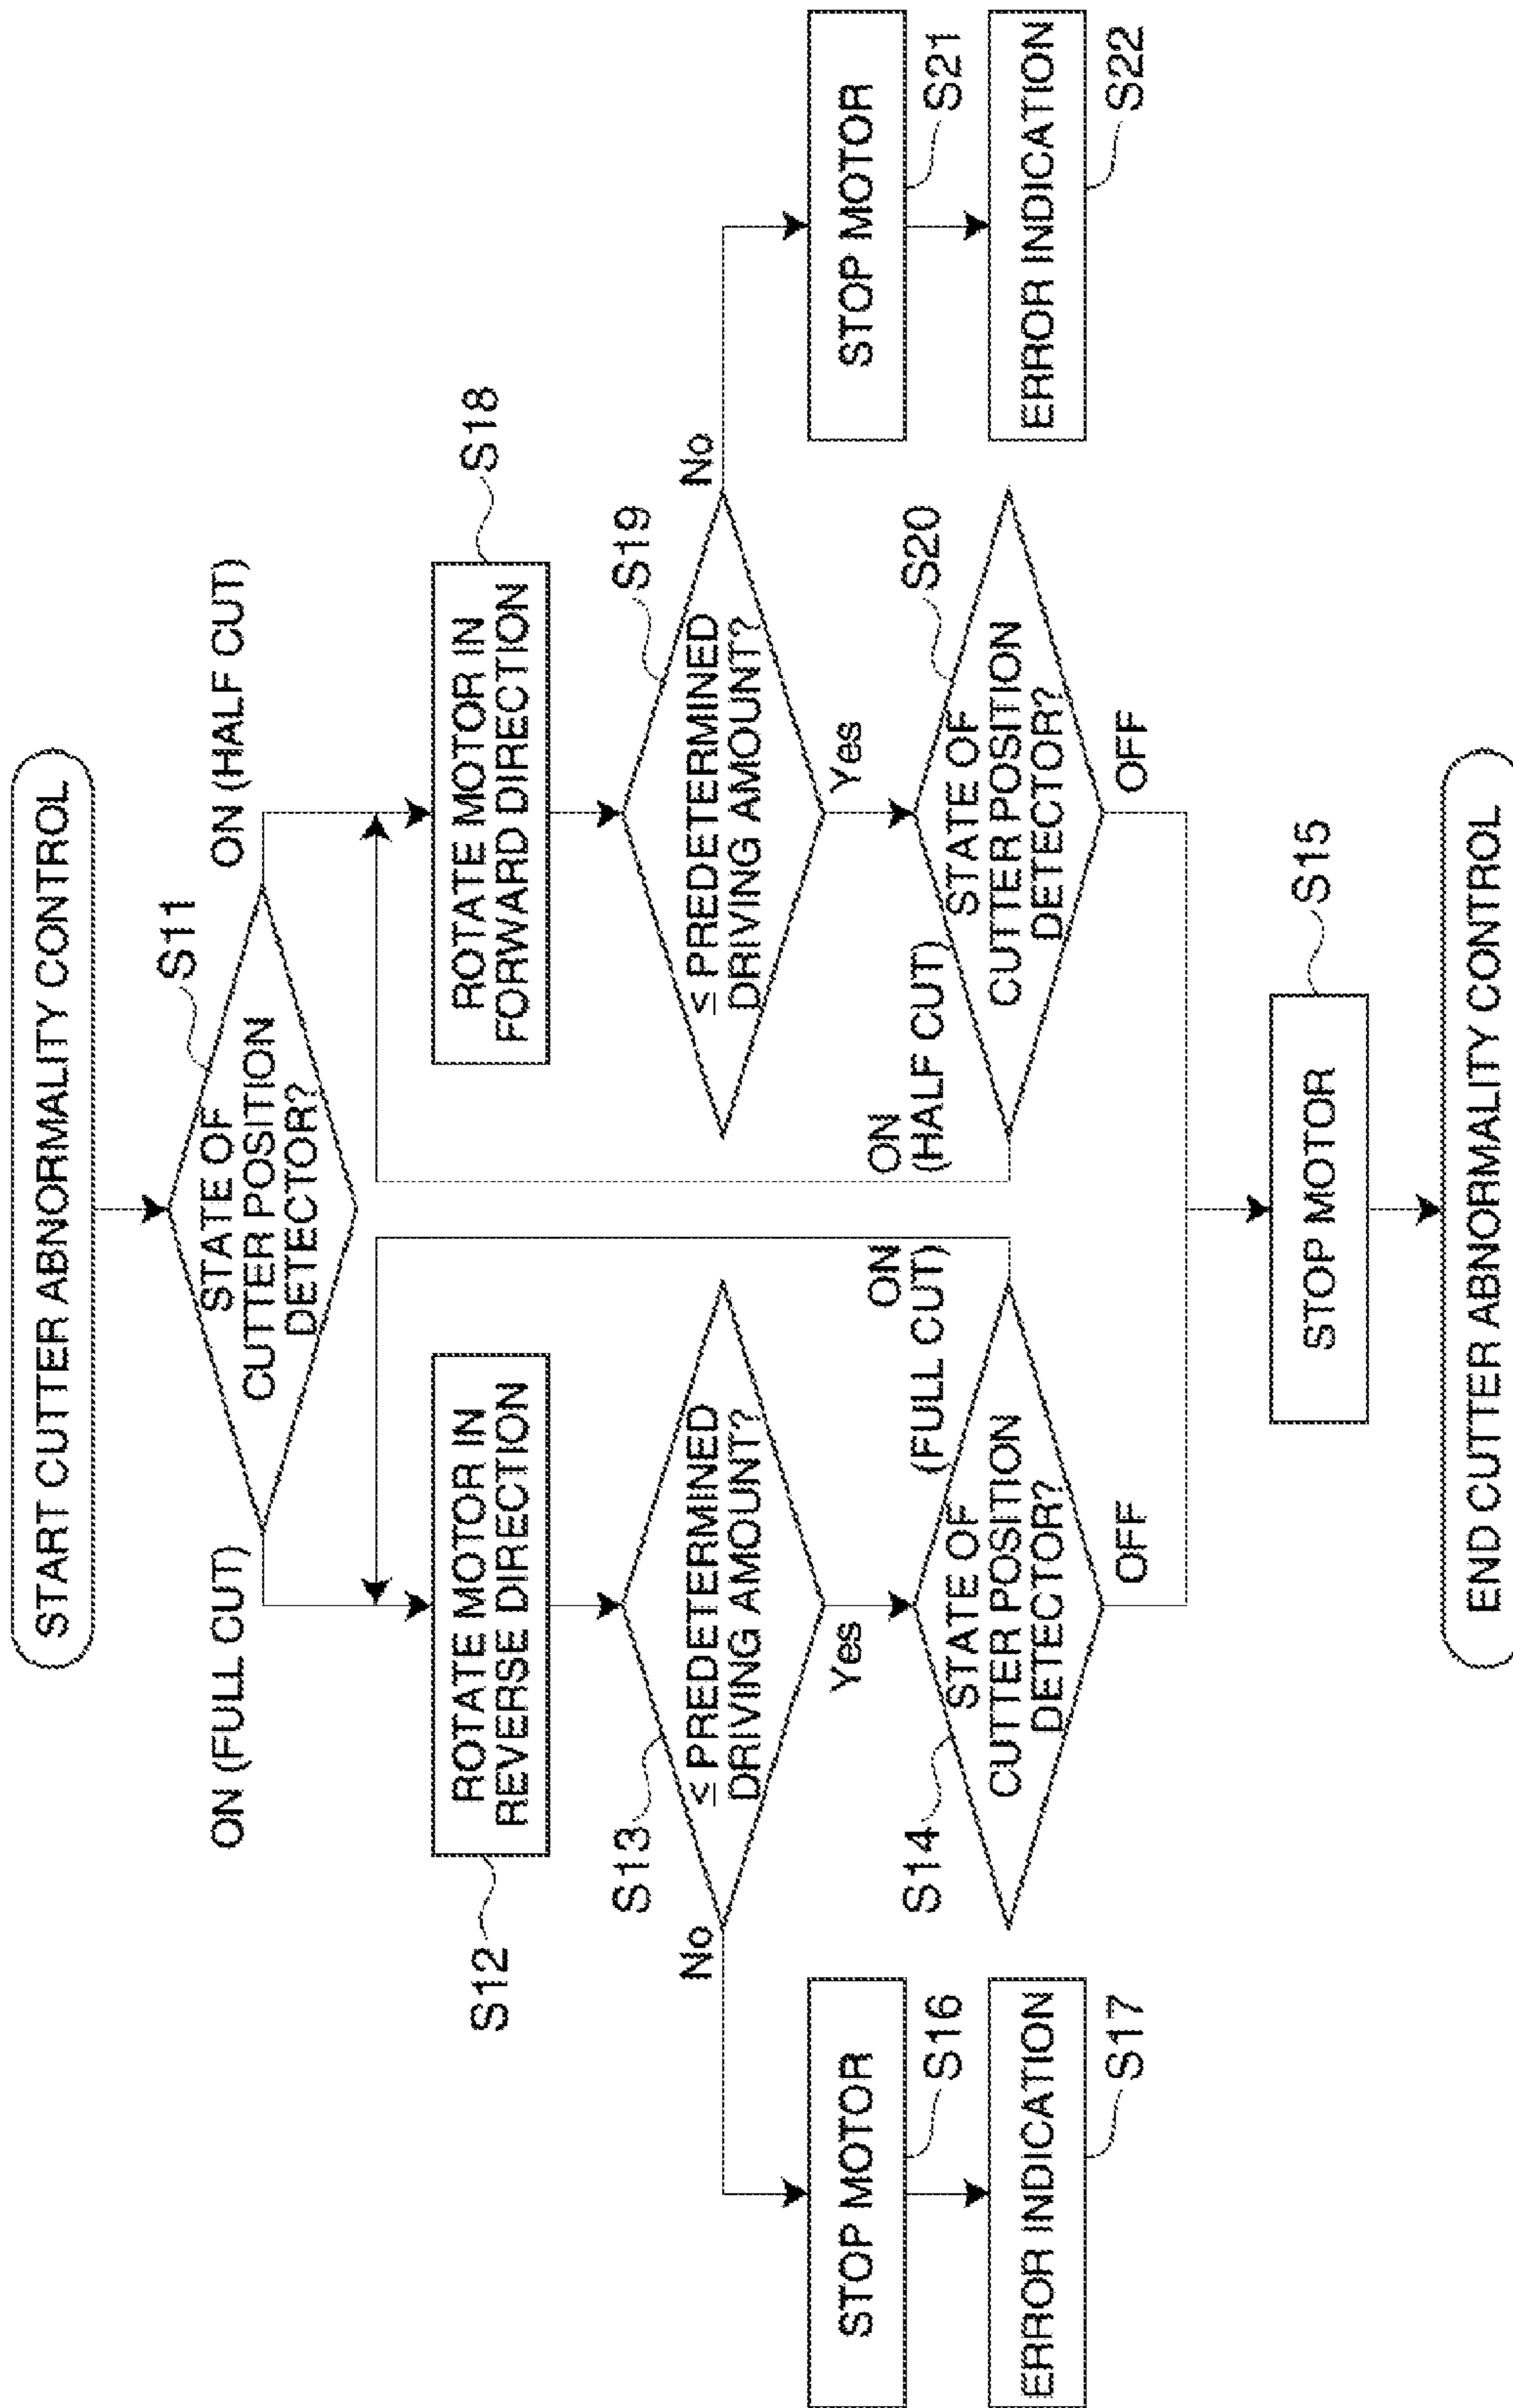 START CUTTER ABNORMALITY CONTROL
S11
STATE OF
CUTTER POSITION
DETECTOR?
ON (FULL CUT)
ON (HALF CUT)
S12
ROTATE MOTOR IN
REVERSE DIRECTION
ROTATE MOTOR IN
FORWARD DIRECTION
S18
S13
≤ PREDETERMINED
DRIVING AMOUNT?
No
Yes
≤ PREDETERMINED
DRIVING AMOUNT?
S19
No
Yes
STOP MOTOR
S16
S14
STATE OF
CUTTER POSITION
DETECTOR?
ON
(FULL CUT)
OFF
ON
(HALF CUT)
STATE OF
CUTTER POSITION
DETECTOR?
S20
OFF
STOP MOTOR
S21
ERROR INDICATION
S17
ERROR INDICATION
S22
STOP MOTOR
S15
END CUTTER ABNORMALITY CONTROL